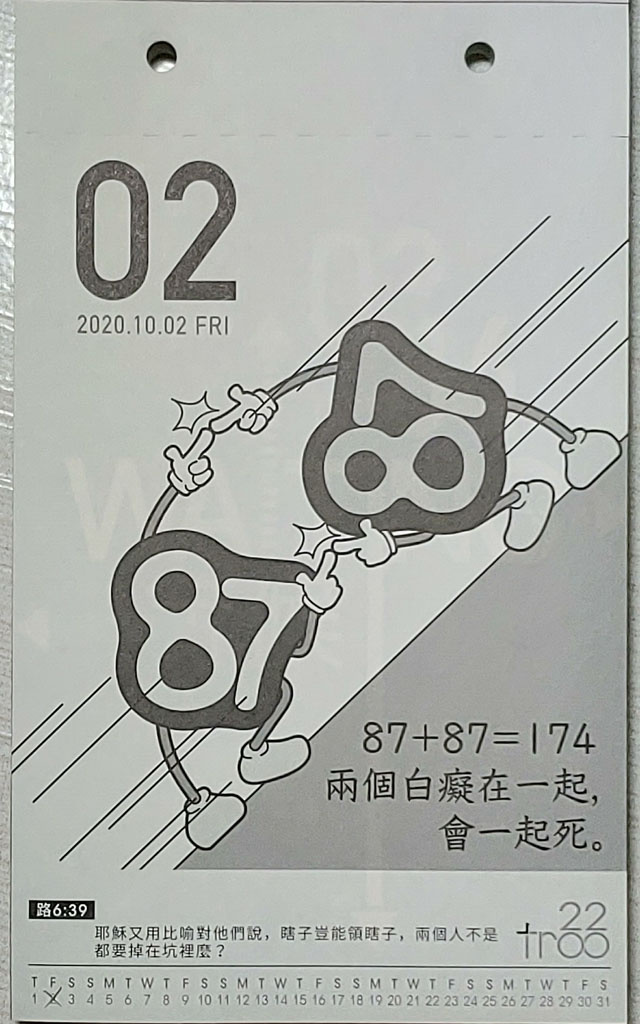 02
2020.10.02 FRI
87
87
87+87=174
兩個白癡在一起,
會一起死。
路6:39
耶穌又用比喻對他們說，瞎子豈能領瞎子，兩個人不是
都要掉在坑裡麼？
22
troo
T F S S M T W T F S S M T W T F S S M T W T F S S M T W T F S
1 2 3 4 5 6 7 8 9 10 11 12 13 14 15 16 17 18 19 20 21 22 23 24 25 26 27 28 29 30 31